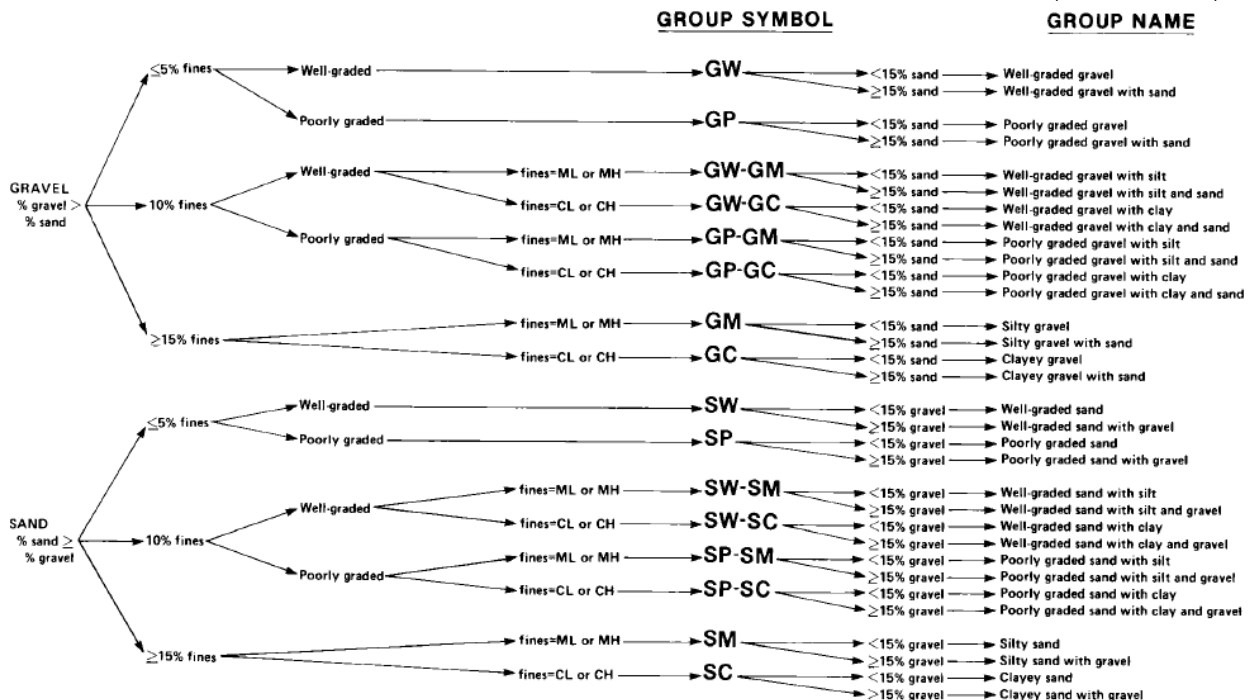 GROUP SYMBOL GROUP NAME
≤5% fines Well-graded GW <15% sand Well-graded gravel
≥15% sand Well-graded gravel with sand
Poorly graded GP <15% sand Poorly graded gravel
≥15% sand Poorly graded gravel with sand
GRAVEL
% gravel >
% sand
10% fines Well-graded fines=ML or MH GW-GM <15% sand Well-graded gravel with silt
≥15% sand Well-graded gravel with silt and sand
fines=CL or CH GW-GC <15% sand Well-graded gravel with clay
≥15% sand Well-graded gravel with clay and sand
Poorly graded fines=ML or MH GP-GM <15% sand Poorly graded gravel with silt
≥15% sand Poorly graded gravel with silt and sand
fines=CL or CH GP-GC <15% sand Poorly graded gravel with clay
≥15% sand Poorly graded gravel with clay and sand
≥15% fines fines=ML or MH GM <15% sand Silty gravel
≥15% sand Silty gravel with sand
fines=CL or CH GC <15% sand Clayey gravel
≥15% sand Clayey gravel with sand
≤5% fines Well-graded SW <15% gravel Well-graded sand
≥15% gravel Well-graded sand with gravel
Poorly graded SP <15% gravel Poorly graded sand
≥15% gravel Poorly graded sand with gravel
SAND
% sand ≥
% gravel
10% fines Well-graded fines=ML or MH SW-SM <15% gravel Well-graded sand with silt
≥15% gravel Well-graded sand with silt and gravel
fines=CL or CH SW-SC <15% gravel Well-graded sand with clay
≥15% gravel Well-graded sand with clay and gravel
Poorly graded fines=ML or MH SP-SM <15% gravel Poorly graded sand with silt
≥15% gravel Poorly graded sand with silt and gravel
fines=CL or CH SP-SC <15% gravel Poorly graded sand with clay
≥15% gravel Poorly graded sand with clay and gravel
≥15% fines fines=ML or MH SM <15% gravel Silty sand
≥15% gravel Silty sand with gravel
fines=CL or CH SC <15% gravel Clayey sand
≥15% gravel Clayey sand with gravel